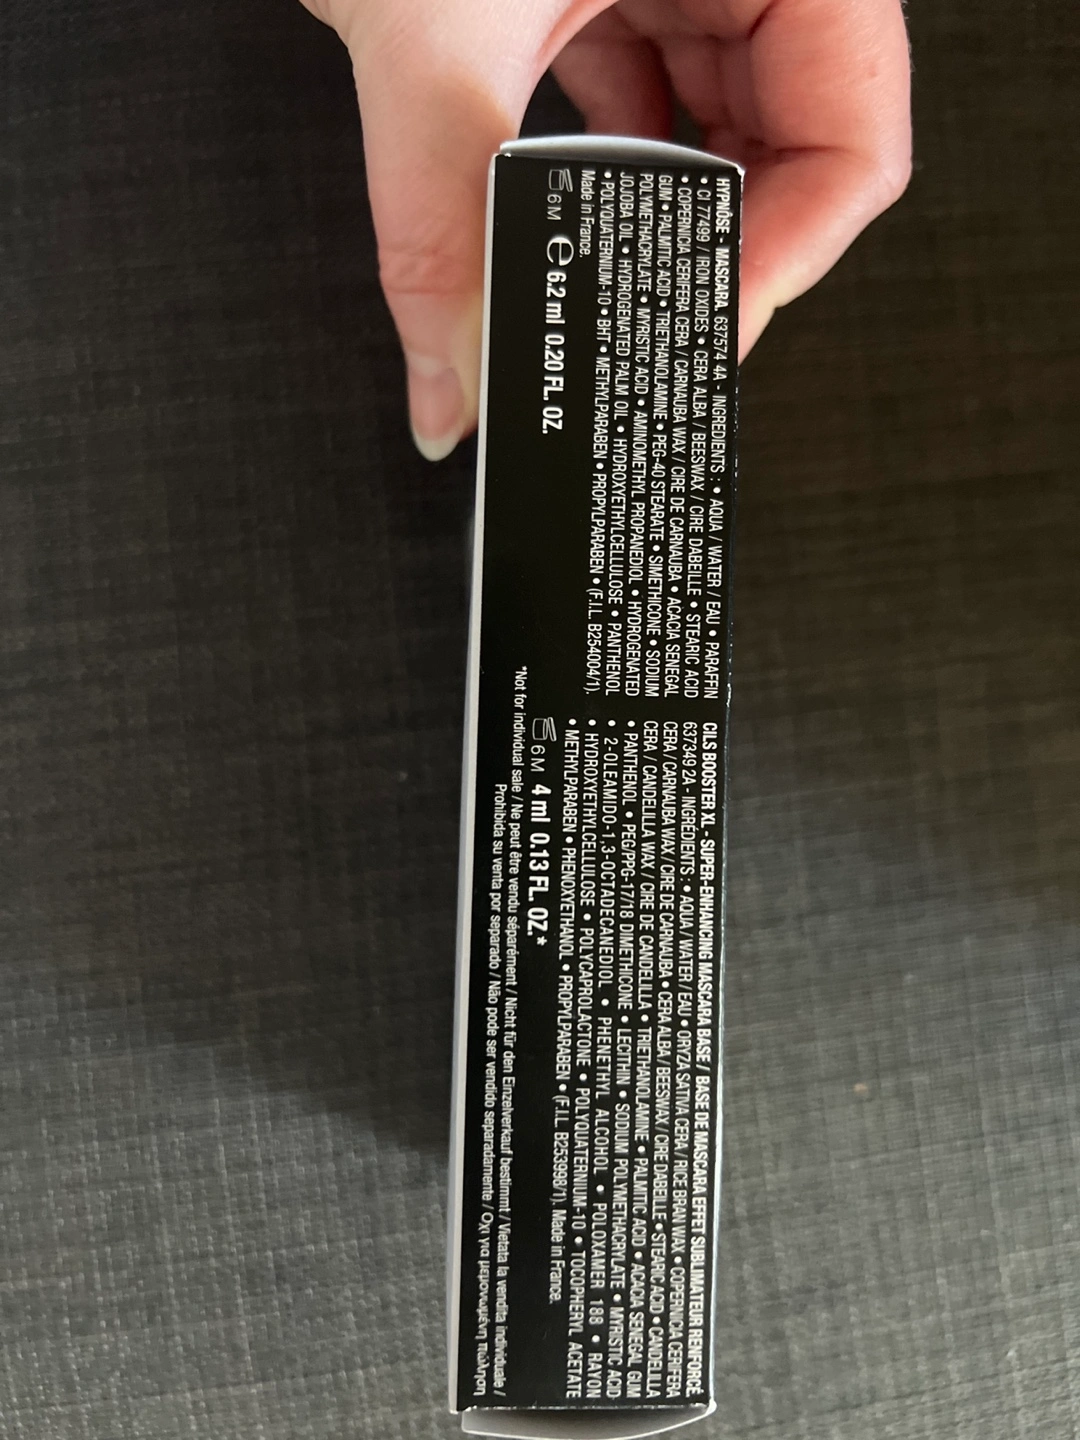 HYPNÔSE - MASCARA 637574 4A - INGREDIENTS : • AQUA / WATER / EAU • PARAFFIN
• CI 77499 / IRON OXIDES • CERA ALBA / BEESWAX / CIRE DABEILLE • STEARIC ACID
• COPERNICIA CERIFERA CERA / CARNAUBA WAX / CIRE DE CARNAUBA • ACACIA SENEGAL
GUM • PALMITIC ACID • TRIETHANOLAMINE • PEG-40 STEARATE • SIMETHICONE • SODIUM
POLYMETHACRYLATE • MYRISTIC ACID • AMINOMETHYL PROPANEDIOL • HYDROGENATED
JOJOBA OIL • HYDROGENATED PALM OIL • HYDROXYETHYLCELLULOSE • PANTHENOL
• POLYQUATERNIUM-10 • BHT • METHYLPARABEN • PROPYLPARABEN • (F.I.L. B254004/1).
Made in France.
6M e 6.2 ml 0.20 FL. OZ.
CILS BOOSTER XL - SUPER-ENHANCING MASCARA BASE / BASE DE MASCARA EFFET SUBLIMATEUR RENFORCÉ
637349 2A - INGRÉDIENTS : • AQUA / WATER / EAU • ORYZA SATIVA CERA / RICE BRAN WAX • COPERNICIA CERIFERA
CERA / CARNAUBA WAX / CIRE DE CARNAUBA • CERA ALBA / BEESWAX / CIRE DABEILLE • STEARIC ACID • CANDELILLA
CERA / CANDELILLA WAX / CIRE DE CANDELILLA • TRIETHANOLAMINE • PALMITIC ACID • ACACIA SENEGAL GUM
• PANTHENOL • PEG/PPG-17/18 DIMETHICONE • LECITHIN • SODIUM POLYMETHACRYLATE • MYRISTIC ACID
• 2-OLEAMIDO-1,3-OCTADECANEDIOL • PHENETHYL ALCOHOL • POLOXAMER 188 • RAYON
• HYDROXYETHYLCELLULOSE • POLYCAPROLACTONE • POLYQUATERNIUM-10 • TOCOPHERYL ACETATE
• METHYLPARABEN • PHENOXYETHANOL • PROPYLPARABEN • (F.I.L. B253998/1). Made in France.
6M 4 ml 0.13 FL. OZ.*
*Not for individual sale / Ne peut être vendu séparément / Nicht für den Einzelverkauf bestimmt / Vietata la vendita individuale /
Prohibida su venta por separado / Não pode ser vendido separadamente / Όχι για μεμονωμένη πώληση